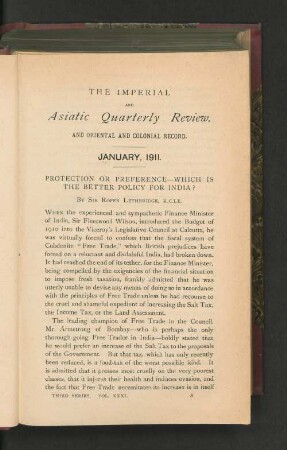 THE IMPERIAL
AND
Asiatic Quarterly Review,
AND ORIENTAL AND COLONIAL RECORD.
JANUARY, 1911.
PROTECTION OR PREFERENCE—WHICH IS
THE BETTER POLICY FOR INDIA?
BY SIR ROPER LETHBRIDGE, K.C.I.E.
WHEN the experienced and sympathetic Finance Minister
of India, Sir Fleetwood Wilson, introduced the Budget of
1910 into the Viceroy's Legislative Council at Calcutta, he
was virtually forced to confess that the fiscal system of
Cobdenite "Free Trade," which British prejudices have
forced on a reluctant and disdainful India, had broken down.
It had reached the end of its tether, for the Finance Minister,
being compelled by the exigencies of the financial situation
to impose fresh taxation, frankly admitted that he was
utterly unable to devise any means of doing so in accordance
with the principles of Free Trade unless he had recourse to
the cruel and shameful expedient of increasing the Salt Tax,
the Income Tax, or the Land Assessment.
The leading champion of Free Trade in the Council,
Mr. Armstrong of Bombay—who is perhaps the only
thorough going Free Trader in India—boldly stated that
he would prefer an increase of the Salt Tax to the proposals
of the Government. But that tax, which has only recently
been reduced, is a food-tax of the worst possible kind. It
is admitted that it presses most cruelly on the very poorest
classes, that it injures their health and induces evasion, and
the fact that Free Trade necessitates its increase is in itself
THIRD SERIES. VOL. XXXI.